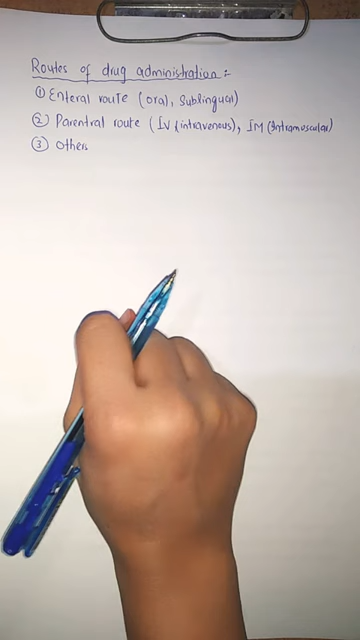 Routes of drug administration :-
① Enteral route (oral, Sublingual)
② Parentral route (IV (intravenous), IM (Intramuscular)
③ Others